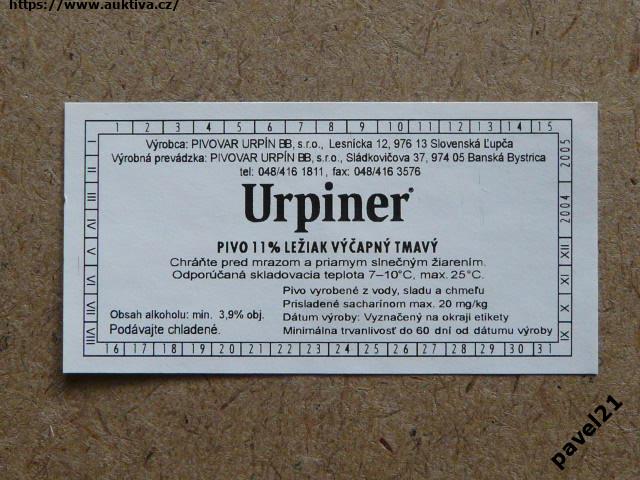 https://www.auktiva.cz/
1 2 3 4 5 6 7 8 9 10 11 12 13 14 15
I II III IV V VI VII VIII
Výrobca: PIVOVAR URPÍN BB, s.r.o., Lesnícka 12, 976 13 Slovenská Ľupča
Výrobná prevádzka: PIVOVAR URPÍN BB, s.r.o., Sládkovičova 37, 974 05 Banská Bystrica
tel: 048/416 1811, fax: 048/416 3576
Urpiner®
PIVO 11% LEŽIAK VÝČAPNÝ TMAVÝ
Chráňte pred mrazom a priamym slnečným žiarením.
Odporúčaná skladovacia teplota 7–10°C, max. 25°C.
Pivo vyrobené z vody, sladu a chmeľu
Prisladené sacharínom max. 20 mg/kg
Obsah alkoholu: min. 3,9% obj.
Dátum výroby: Vyznačený na okraji etikety
Podávajte chladené.
Minimálna trvanlivosť do 60 dní od dátumu výroby
IX X XI XII 2004 2005
16 17 18 19 20 21 22 23 24 25 26 27 28 29 30 31
pavel21